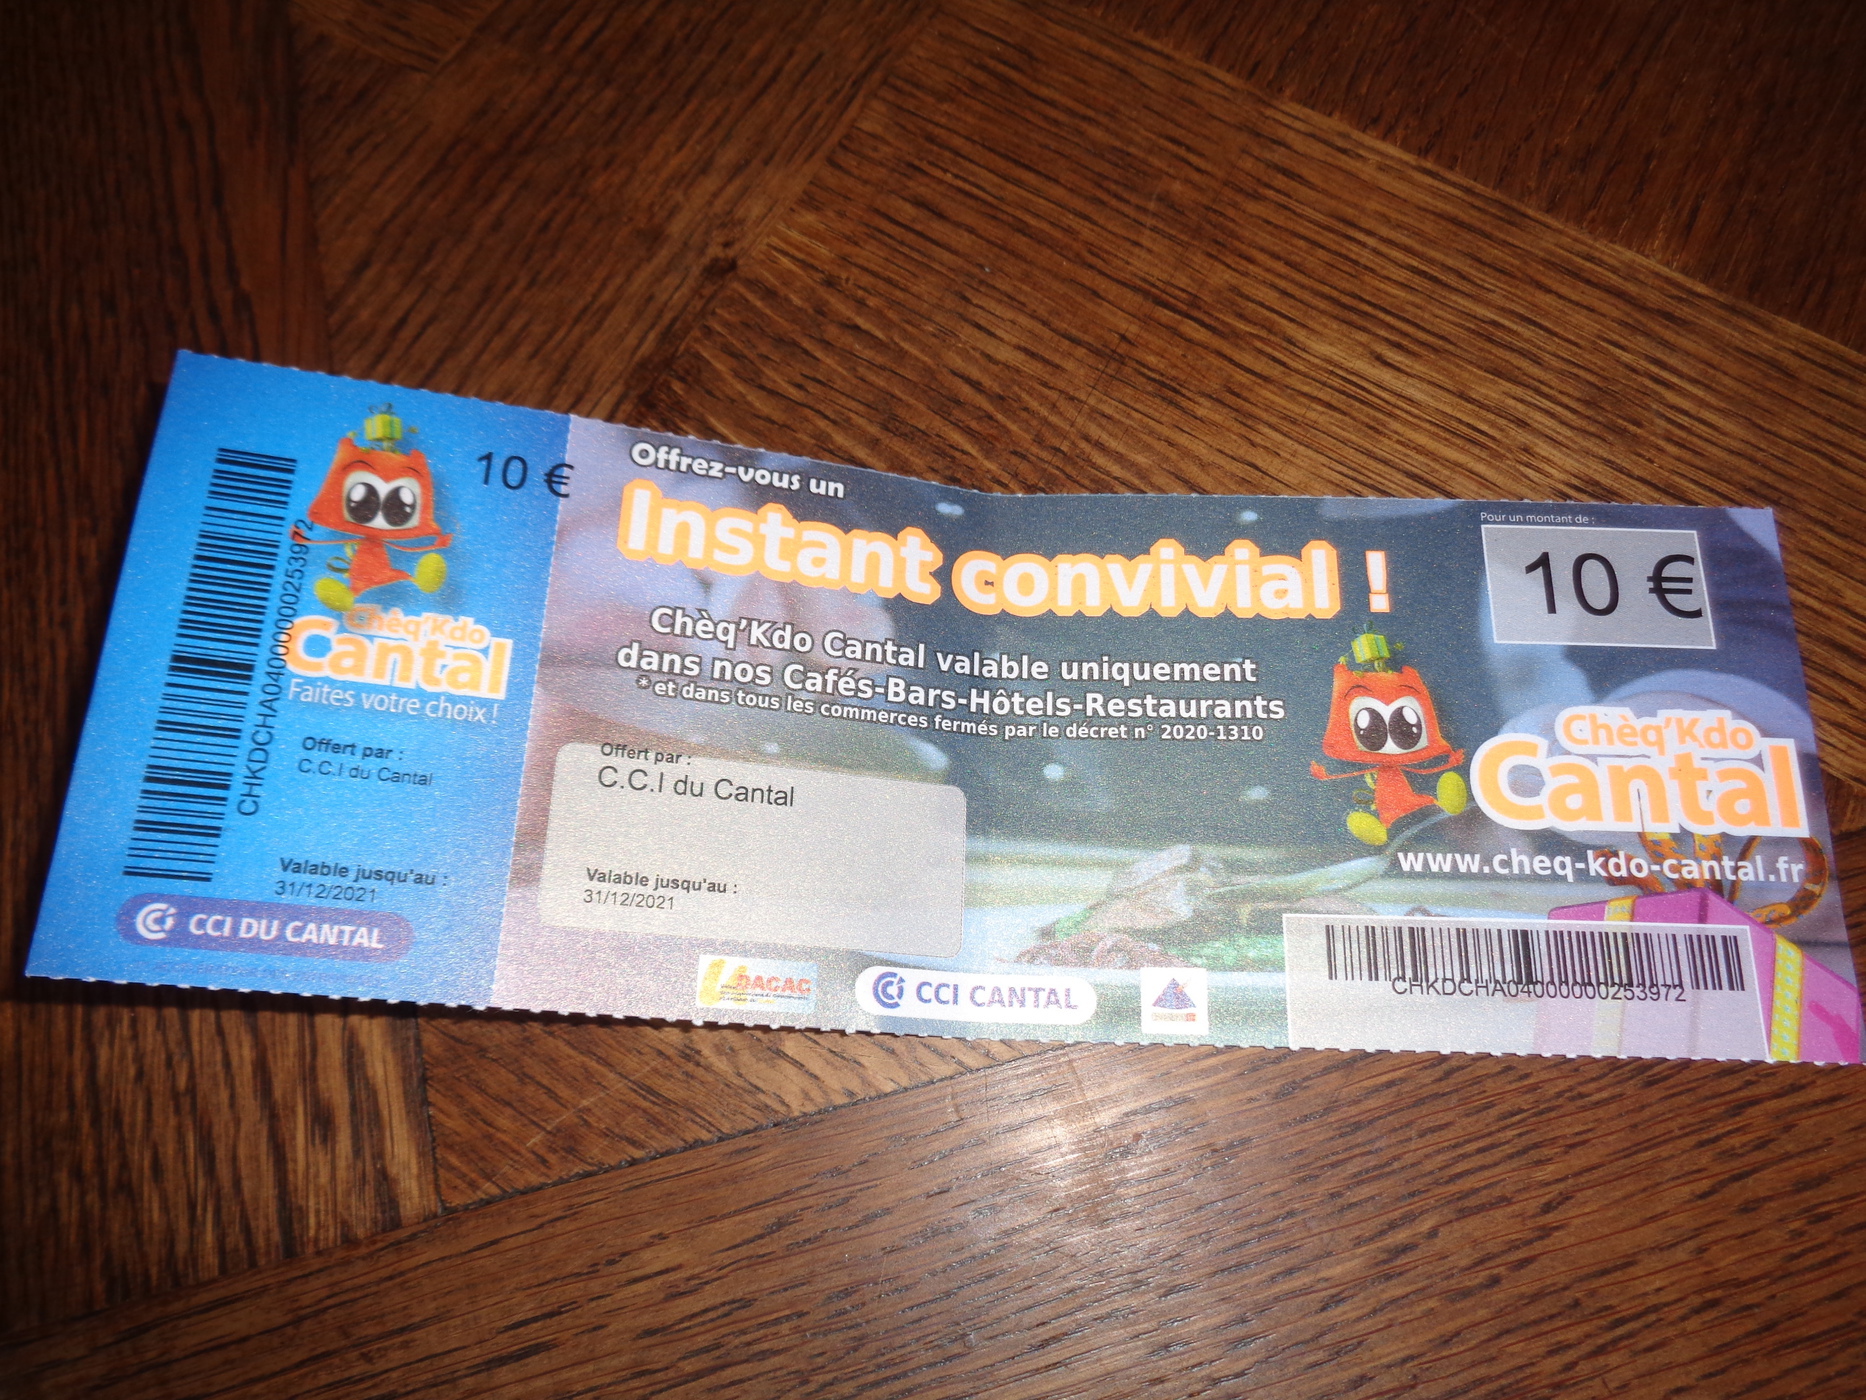 10 €
CHKDCHA04000000253972
Chèq'Kdo
Cantal
Faites votre choix !
Offert par :
C.C.I du Cantal
Valable jusqu'au :
31/12/2021
CCI DU CANTAL
Offrez-vous un
Instant convivial !
Chèq'Kdo Cantal valable uniquement
dans nos Cafés-Bars-Hôtels-Restaurants
*et dans tous les commerces fermés par le décret n° 2020-1310
Offert par :
C.C.I du Cantal
Valable jusqu'au :
31/12/2021
CCI CANTAL
Pour un montant de :
10 €
Chèq'Kdo
Cantal
www.cheq-kdo-cantal.fr
CHKDCHA04000000253972